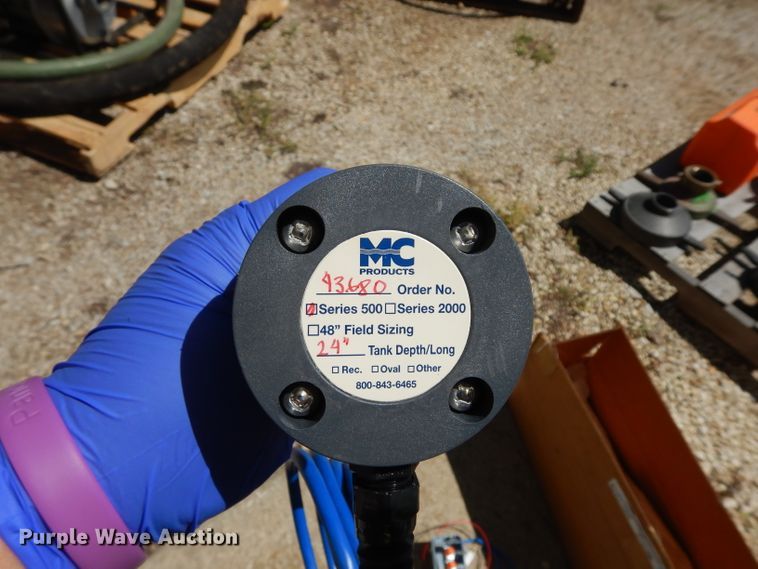 MC
PRODUCTS
43680 Order No.
Series 500 Series 2000
48" Field Sizing
24" Tank Depth/Long
Rec. Oval Other
800-843-6465
Purple Wave Auction